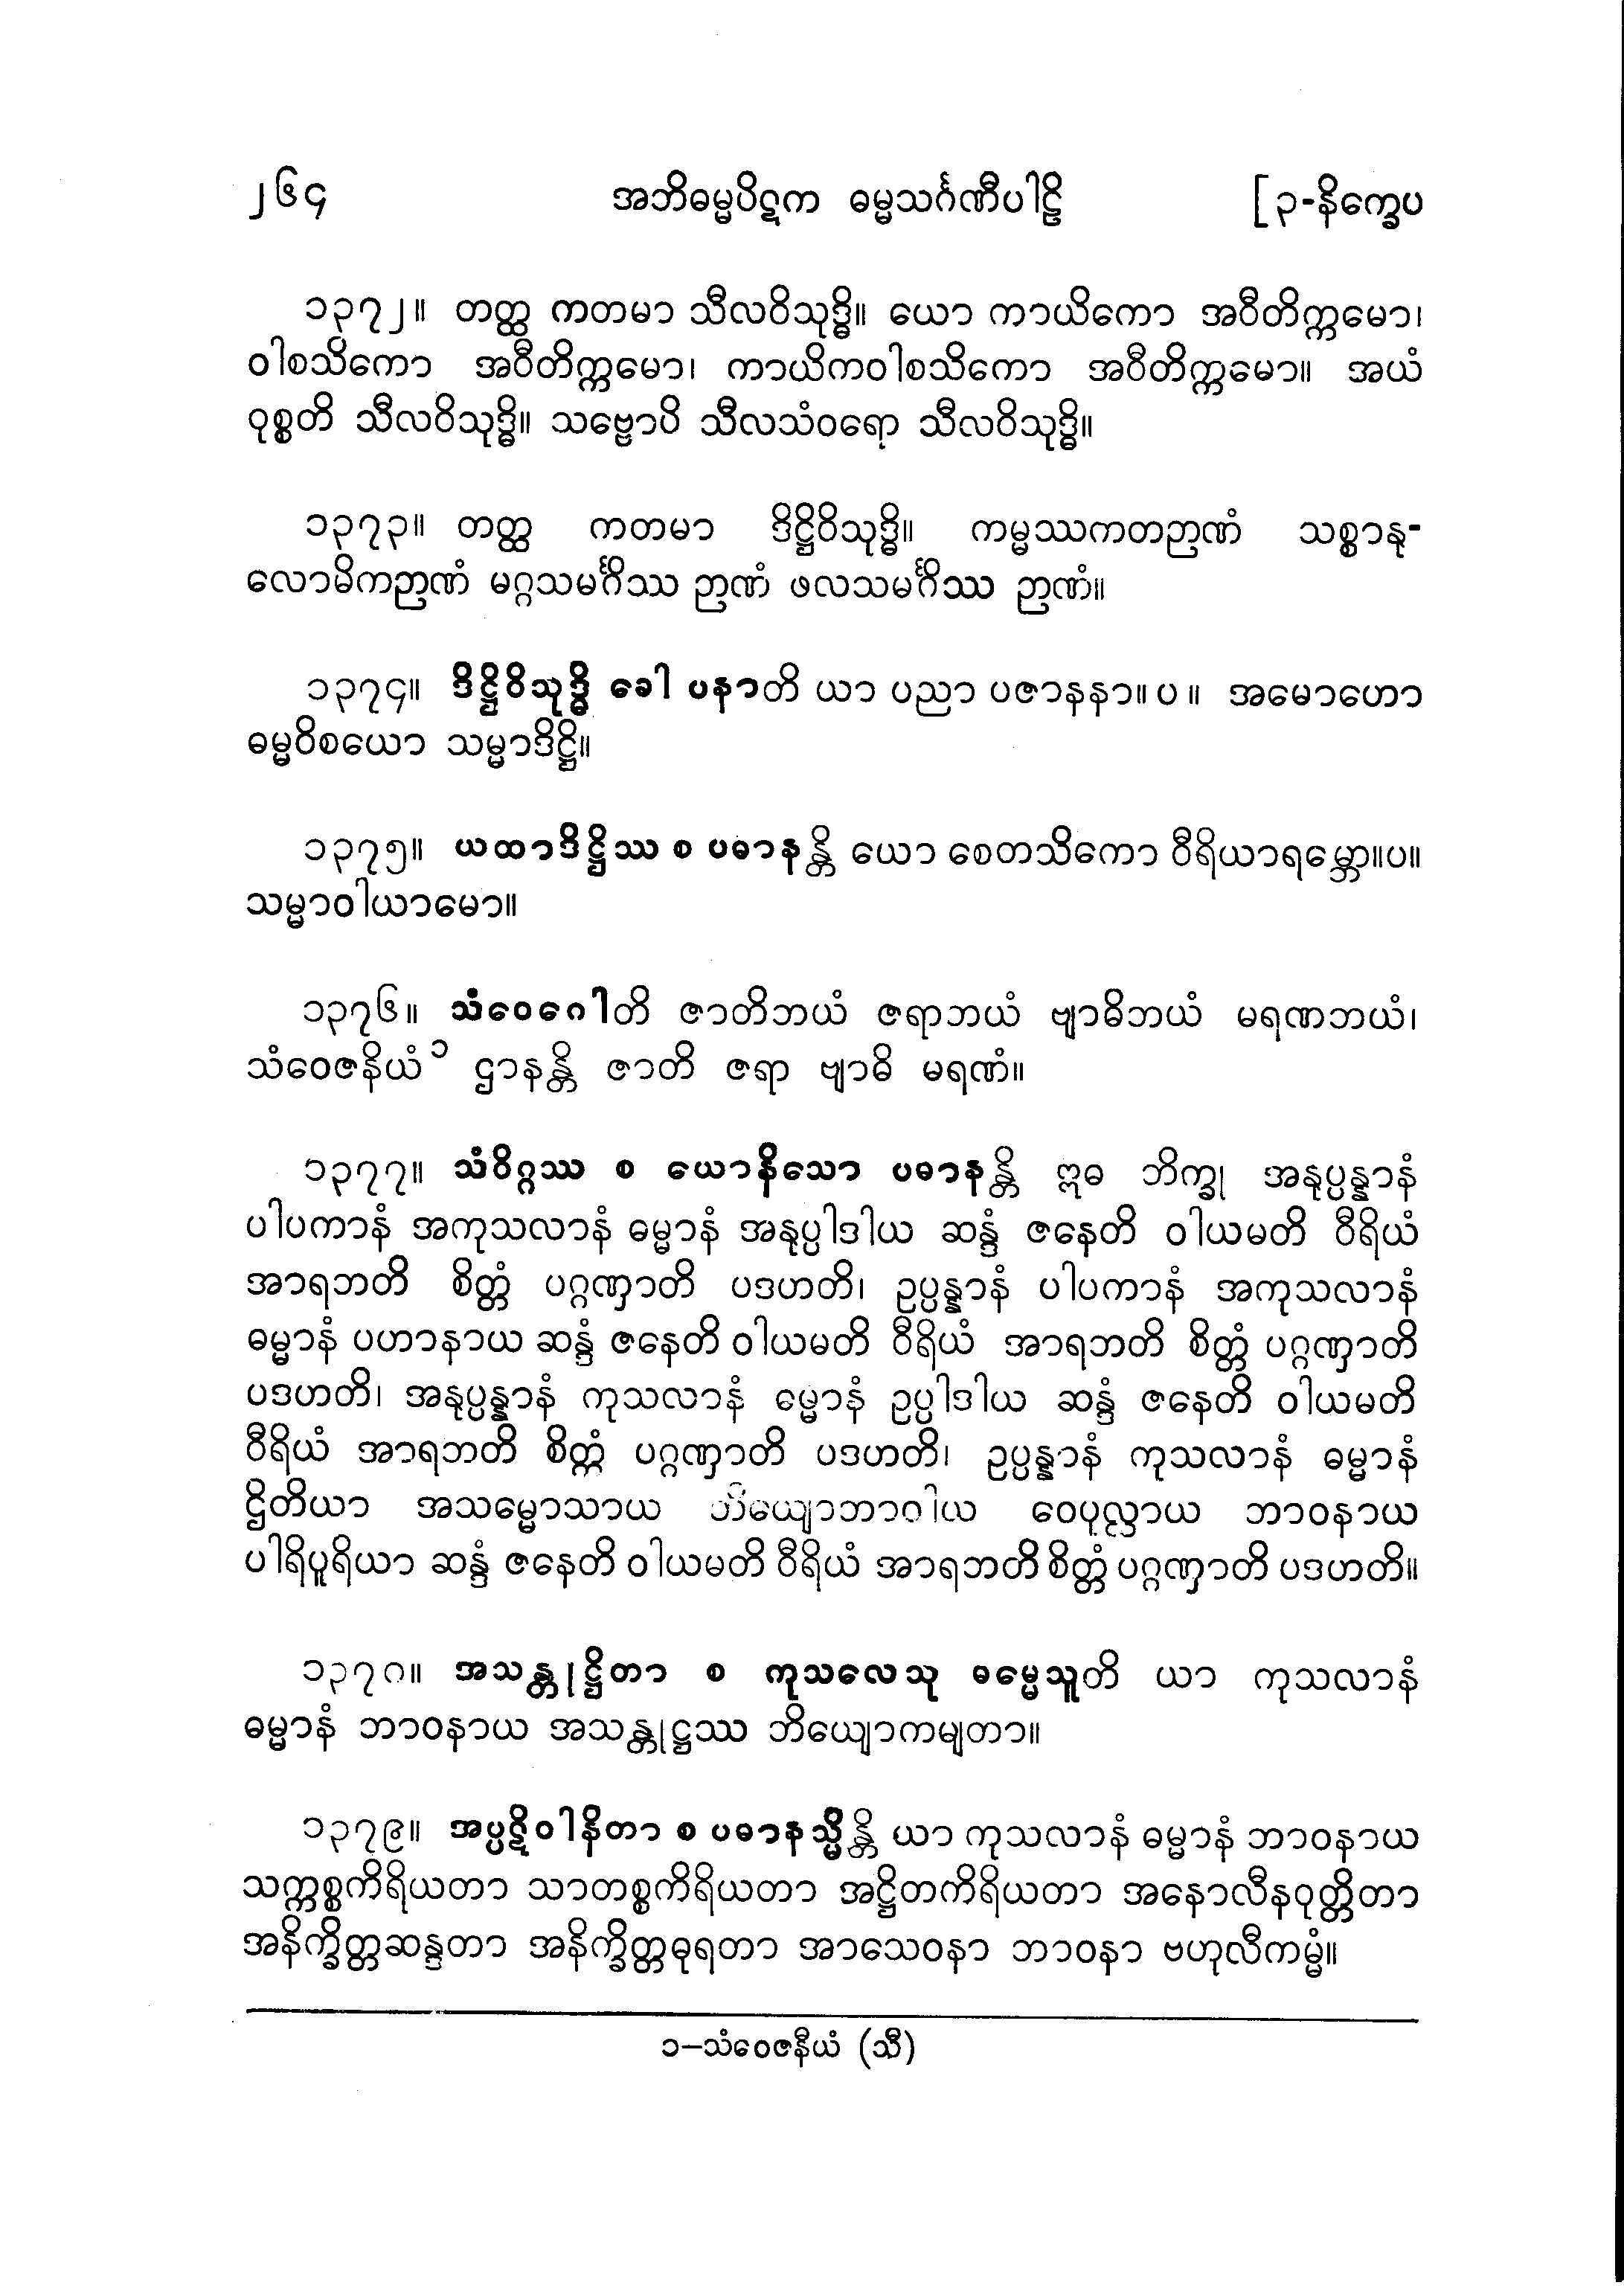 ၂၆၄ အဘိဓမ္မပိဋက ဓမ္မသင်္ဂဏီပါဠိ [၃-နိက္ခေပ
၁၃၇၂။ တတ္ထ ကတမာ သီလဝိသုဒ္ဓိ။ ယော ကာယိကော အဝီတိက္ကမော၊
ဝါစသိကော အဝီတိက္ကမော၊ ကာယိကဝါစသိကော အဝီတိက္ကမော။ အယံ
ဝုစ္စတိ သီလဝိသုဒ္ဓိ။ သဗ္ဗောပိ သီလသံဝရော သီလဝိသုဒ္ဓိ။
၁၃၇၃။ တတ္ထ ကတမာ ဒိဋ္ဌိဝိသုဒ္ဓိ။ ကမ္မဿကတဉာဏံ သစ္စာနု-
လောမိကဉာဏံ မဂ္ဂသမင်္ဂိဿ ဉာဏံ ဖလသမင်္ဂိဿ ဉာဏံ။
၁၃၇၄။ ဒိဋ္ဌိဝိသုဒ္ဓိ ခေါ ပနာတိ ယာ ပညာ ပဇာနနာ။ ပ ။ အမောဟော
ဓမ္မဝိစယော သမ္မာဒိဋ္ဌိ။
၁၃၇၅။ ယထာဒိဋ္ဌိဿ စ ပဓာနန္တိ ယော စေတသိကော ဝီရိယာရမ္ဘော။ပ။
သမ္မာဝါယာမော။
၁၃၇၆။ သံဝေဂေါတိ ဇာတိဘယံ ဇရာဘယံ ဗျာဓိဘယံ မရဏဘယံ၊
သံဝေဇနိယံ ၁ ဌာနန္တိ ဇာတိ ဇရာ ဗျာဓိ မရဏံ။
၁၃၇၇။ သံဝိဂ္ဂဿ စ ယောနိသော ပဓာနန္တိ ဣဓ ဘိက္ခု အနုပ္ပန္နာနံ
ပါပကာနံ အကုသလာနံ ဓမ္မာနံ အနုပ္ပါဒါယ ဆန္ဒံ ဇနေတိ ဝါယမတိ ဝီရိယံ
အာရဘတိ စိတ္တံ ပဂ္ဂဏှာတိ ပဒဟတိ၊ ဥပ္ပန္နာနံ ပါပကာနံ အကုသလာနံ
ဓမ္မာနံ ပဟာနာယ ဆန္ဒံ ဇနေတိ ဝါယမတိ ဝီရိယံ အာရဘတိ စိတ္တံ ပဂ္ဂဏှာတိ
ပဒဟတိ၊ အနုပ္ပန္နာနံ ကုသလာနံ ဓမ္မောနံ ဥပ္ပါဒါယ ဆန္ဒံ ဇနေတိ ဝါယမတိ
ဝီရိယံ အာရဘတိ စိတ္တံ ပဂ္ဂဏှာတိ ပဒဟတိ၊ ဥပ္ပန္နာနံ ကုသလာနံ ဓမ္မာနံ
ဌိတိယာ အသမ္မောသာယ ဘိယျောဘာဝါယ ဝေပုလ္လာယ ဘာဝနာယ
ပါရိပူရိယာ ဆန္ဒံ ဇနေတိ ဝါယမတိ ဝီရိယံ အာရဘတိ စိတ္တံ ပဂ္ဂဏှာတိ ပဒဟတိ။
၁၃၇၈။ အသန္တုဋ္ဌိတာ စ ကုသလေသု ဓမ္မေသူတိ ယာ ကုသလာနံ
ဓမ္မာနံ ဘာဝနာယ အသန္တုဋ္ဌဿ ဘိယျောကမျတာ။
၁၃၇၉။ အပ္ပဋိဝါနိတာ စ ပဓာနသ္မိန္တိ ယာ ကုသလာနံ ဓမ္မာနံ ဘာဝနာယ
သက္ကစ္စကိရိယတာ သာတစ္စကိရိယတာ အဋ္ဌိတကိရိယတာ အနောလီနဝုတ္တိတာ
အနိက္ခိတ္တဆန္ဒတာ အနိက္ခိတ္တဓုရတာ အာသေဝနာ ဘာဝနာ ဗဟုလီကမ္မံ။
၁–သံဝေဇနီယံ (သီ)